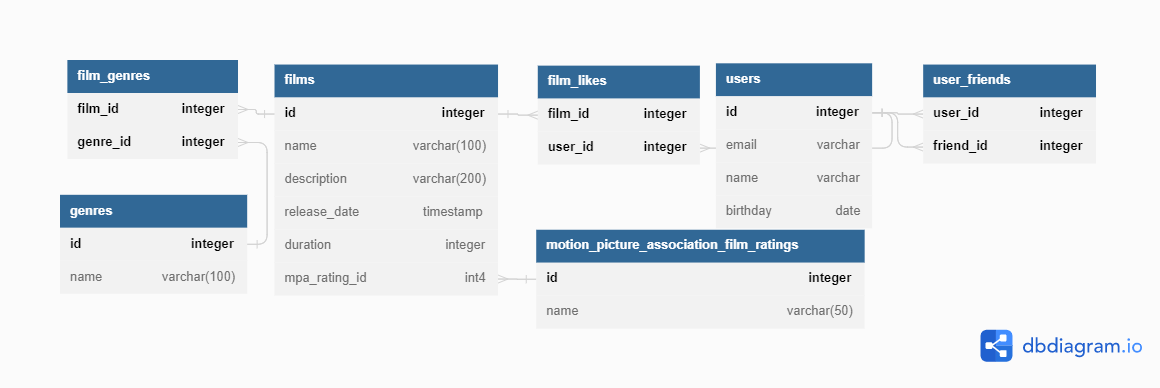 film_genres
film_id integer
genre_id integer
genres
id integer
name varchar(100)
films
id integer
name varchar(100)
description varchar(200)
release_date timestamp
duration integer
mpa_rating_id int4
film_likes
film_id integer
user_id integer
users
id integer
email varchar
name varchar
birthday date
user_friends
user_id integer
friend_id integer
motion_picture_association_film_ratings
id integer
name varchar(50)
dbdiagram.io